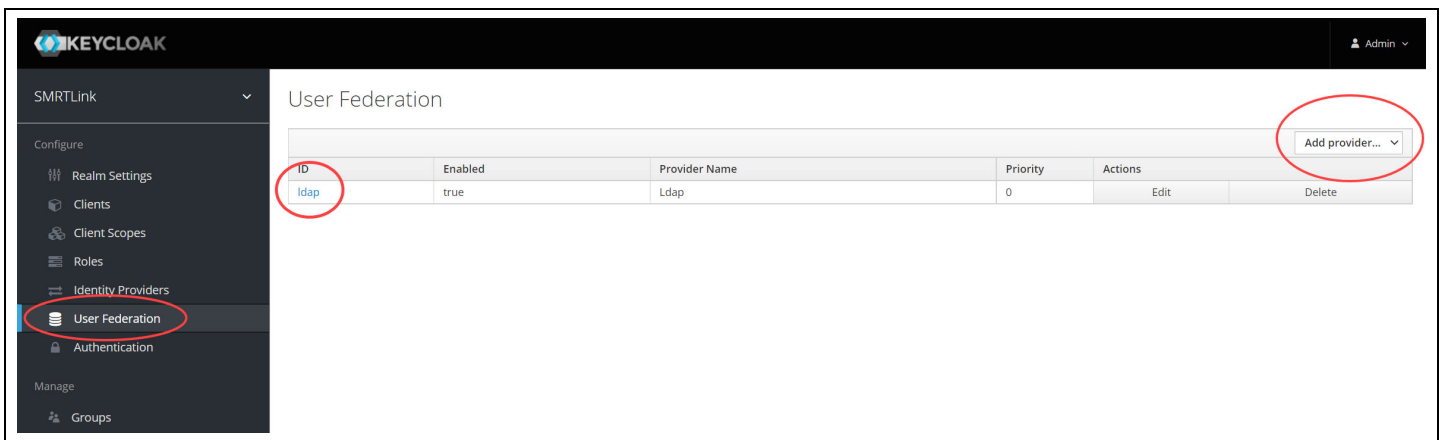 KEYCLOAK
Admin
SMRTLink
User Federation
Configure
Add provider...
ID Enabled Provider Name Priority Actions
ldap true Ldap 0 Edit Delete
Realm Settings
Clients
Client Scopes
Roles
Identity Providers
User Federation
Authentication
Manage
Groups